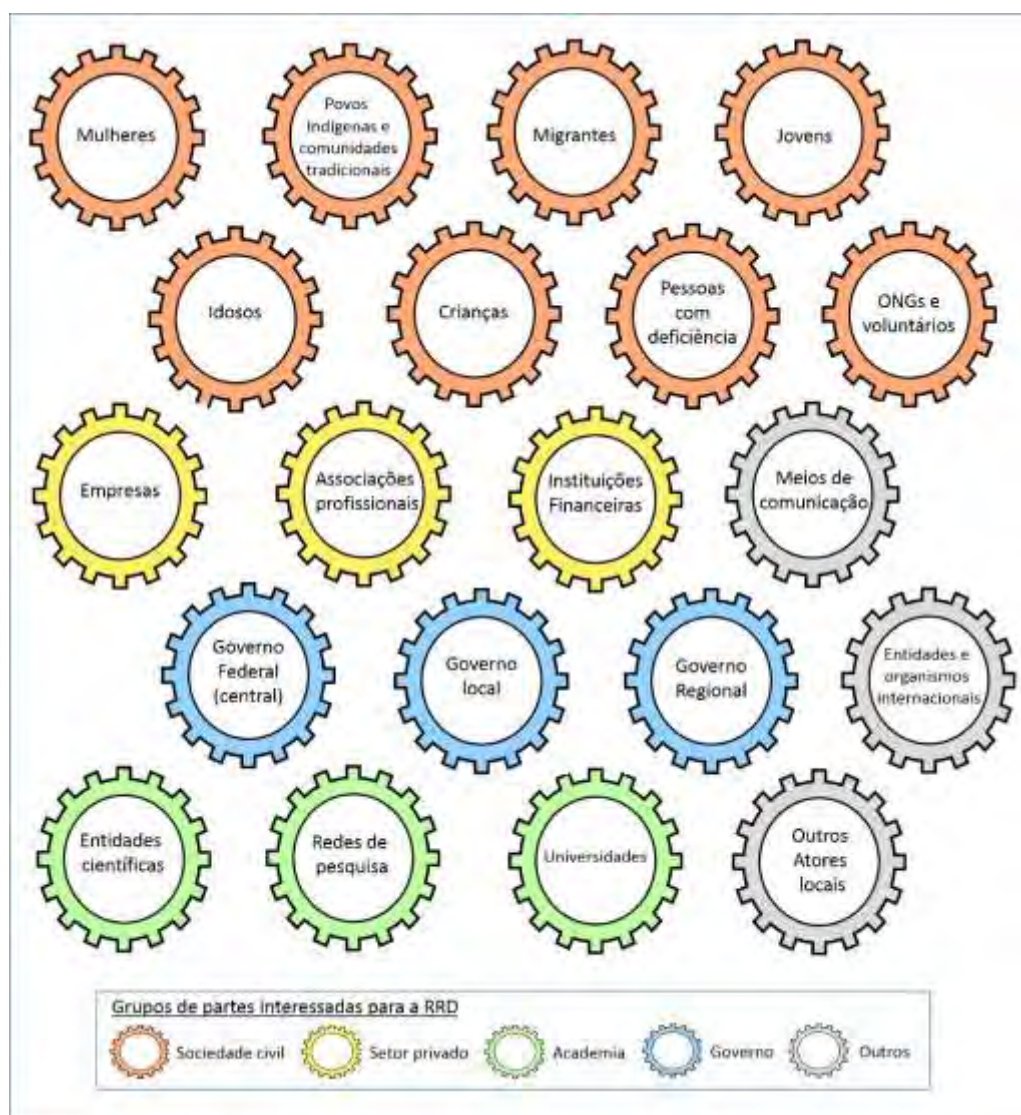 Mulheres
Povos
Indígenas e
comunidades
tradicionais
Migrantes
Jovens
Idosos
Crianças
Pessoas
com
deficiência
ONGs e
voluntários
Empresas
Associações
profissionais
Instituições
Financeiras
Meios de
comunicação
Governo
Federal
(central)
Governo
local
Governo
Regional
Entidades e
organismos
internacionais
Entidades
científicas
Redes de
pesquisa
Universidades
Outros
Atores
locais
Grupos de partes interessadas para a RRD
Sociedade civil
Setor privado
Academia
Governo
Outros